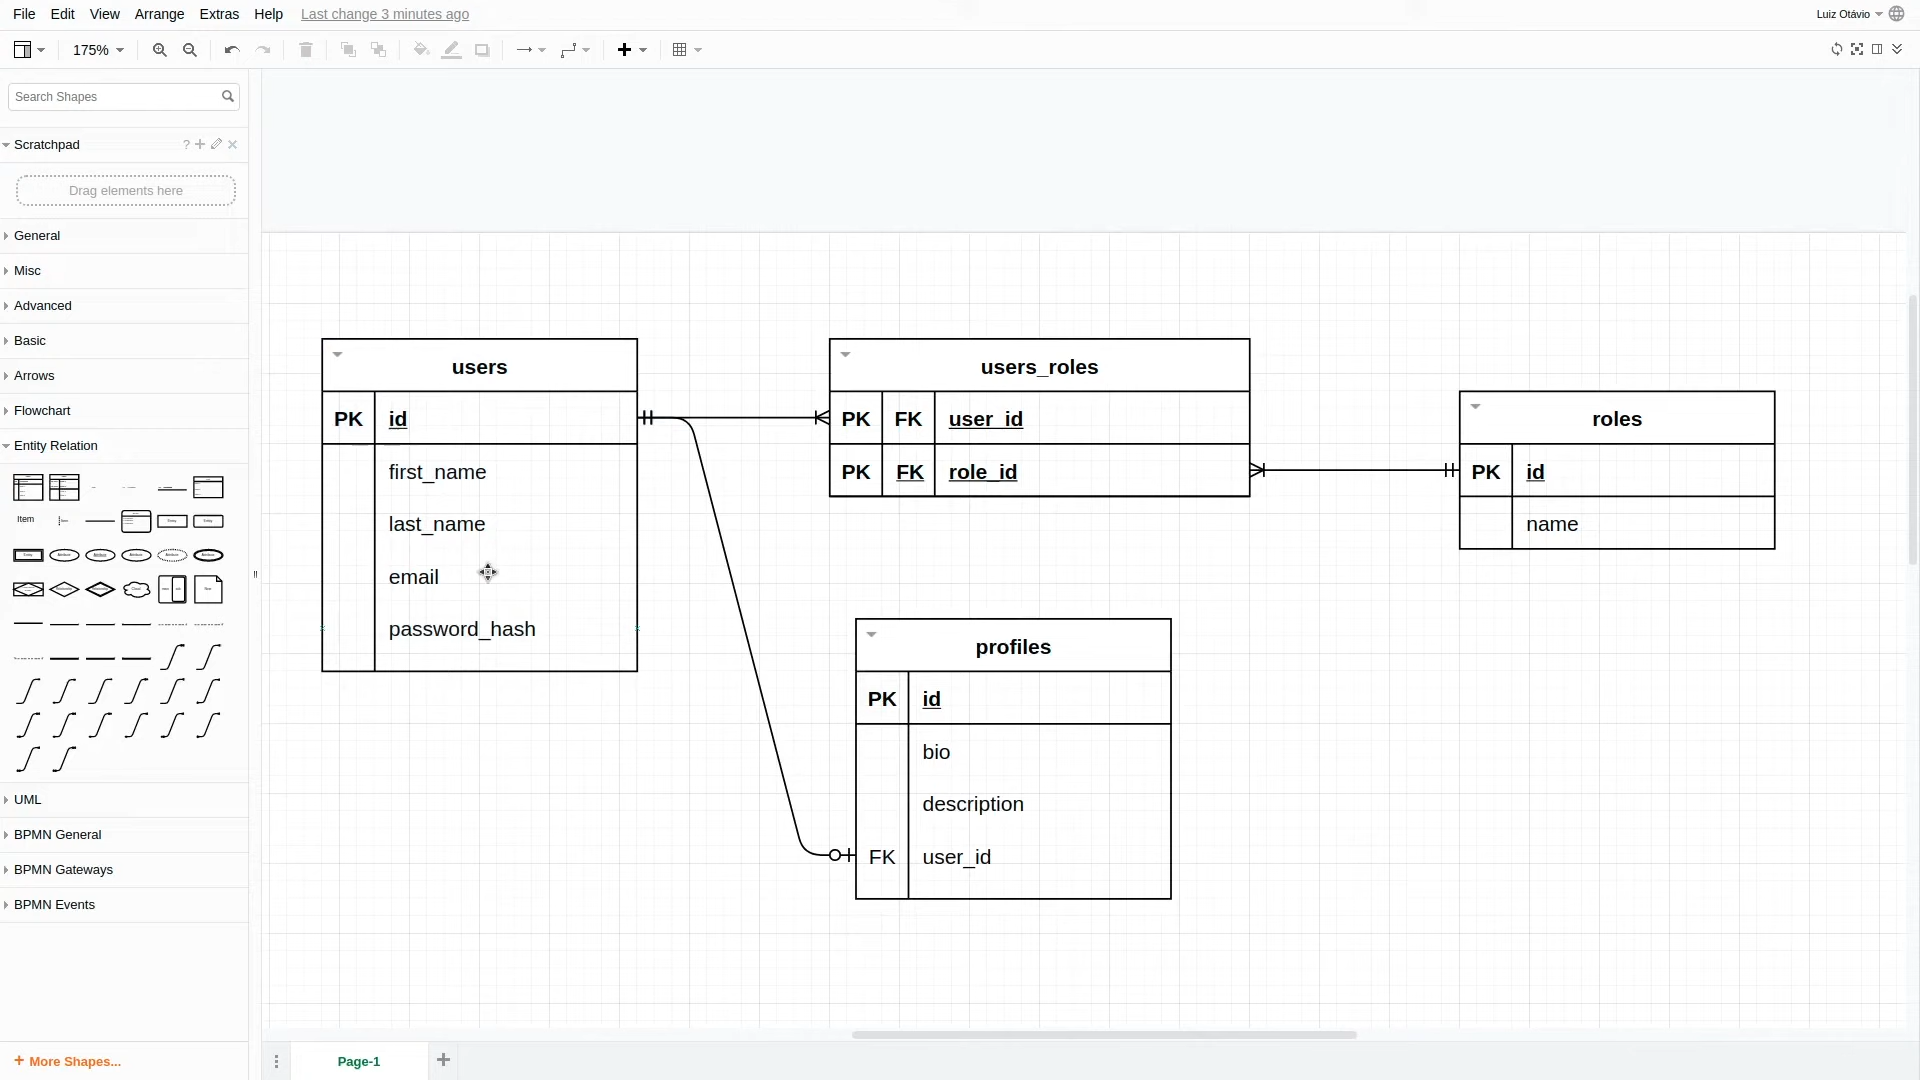 File Edit View Arrange Extras Help Last change 3 minutes ago
Luiz Otávio
175%
Search Shapes
Scratchpad
?
Drag elements here
General
Misc
Advanced
Basic
Arrows
Flowchart
Entity Relation
Item
UML
BPMN General
BPMN Gateways
BPMN Events
+ More Shapes...
users
PK id
first_name
last_name
email
password_hash
users_roles
PK FK user_id
PK FK role_id
roles
PK id
name
profiles
PK id
bio
description
FK user_id
Page-1